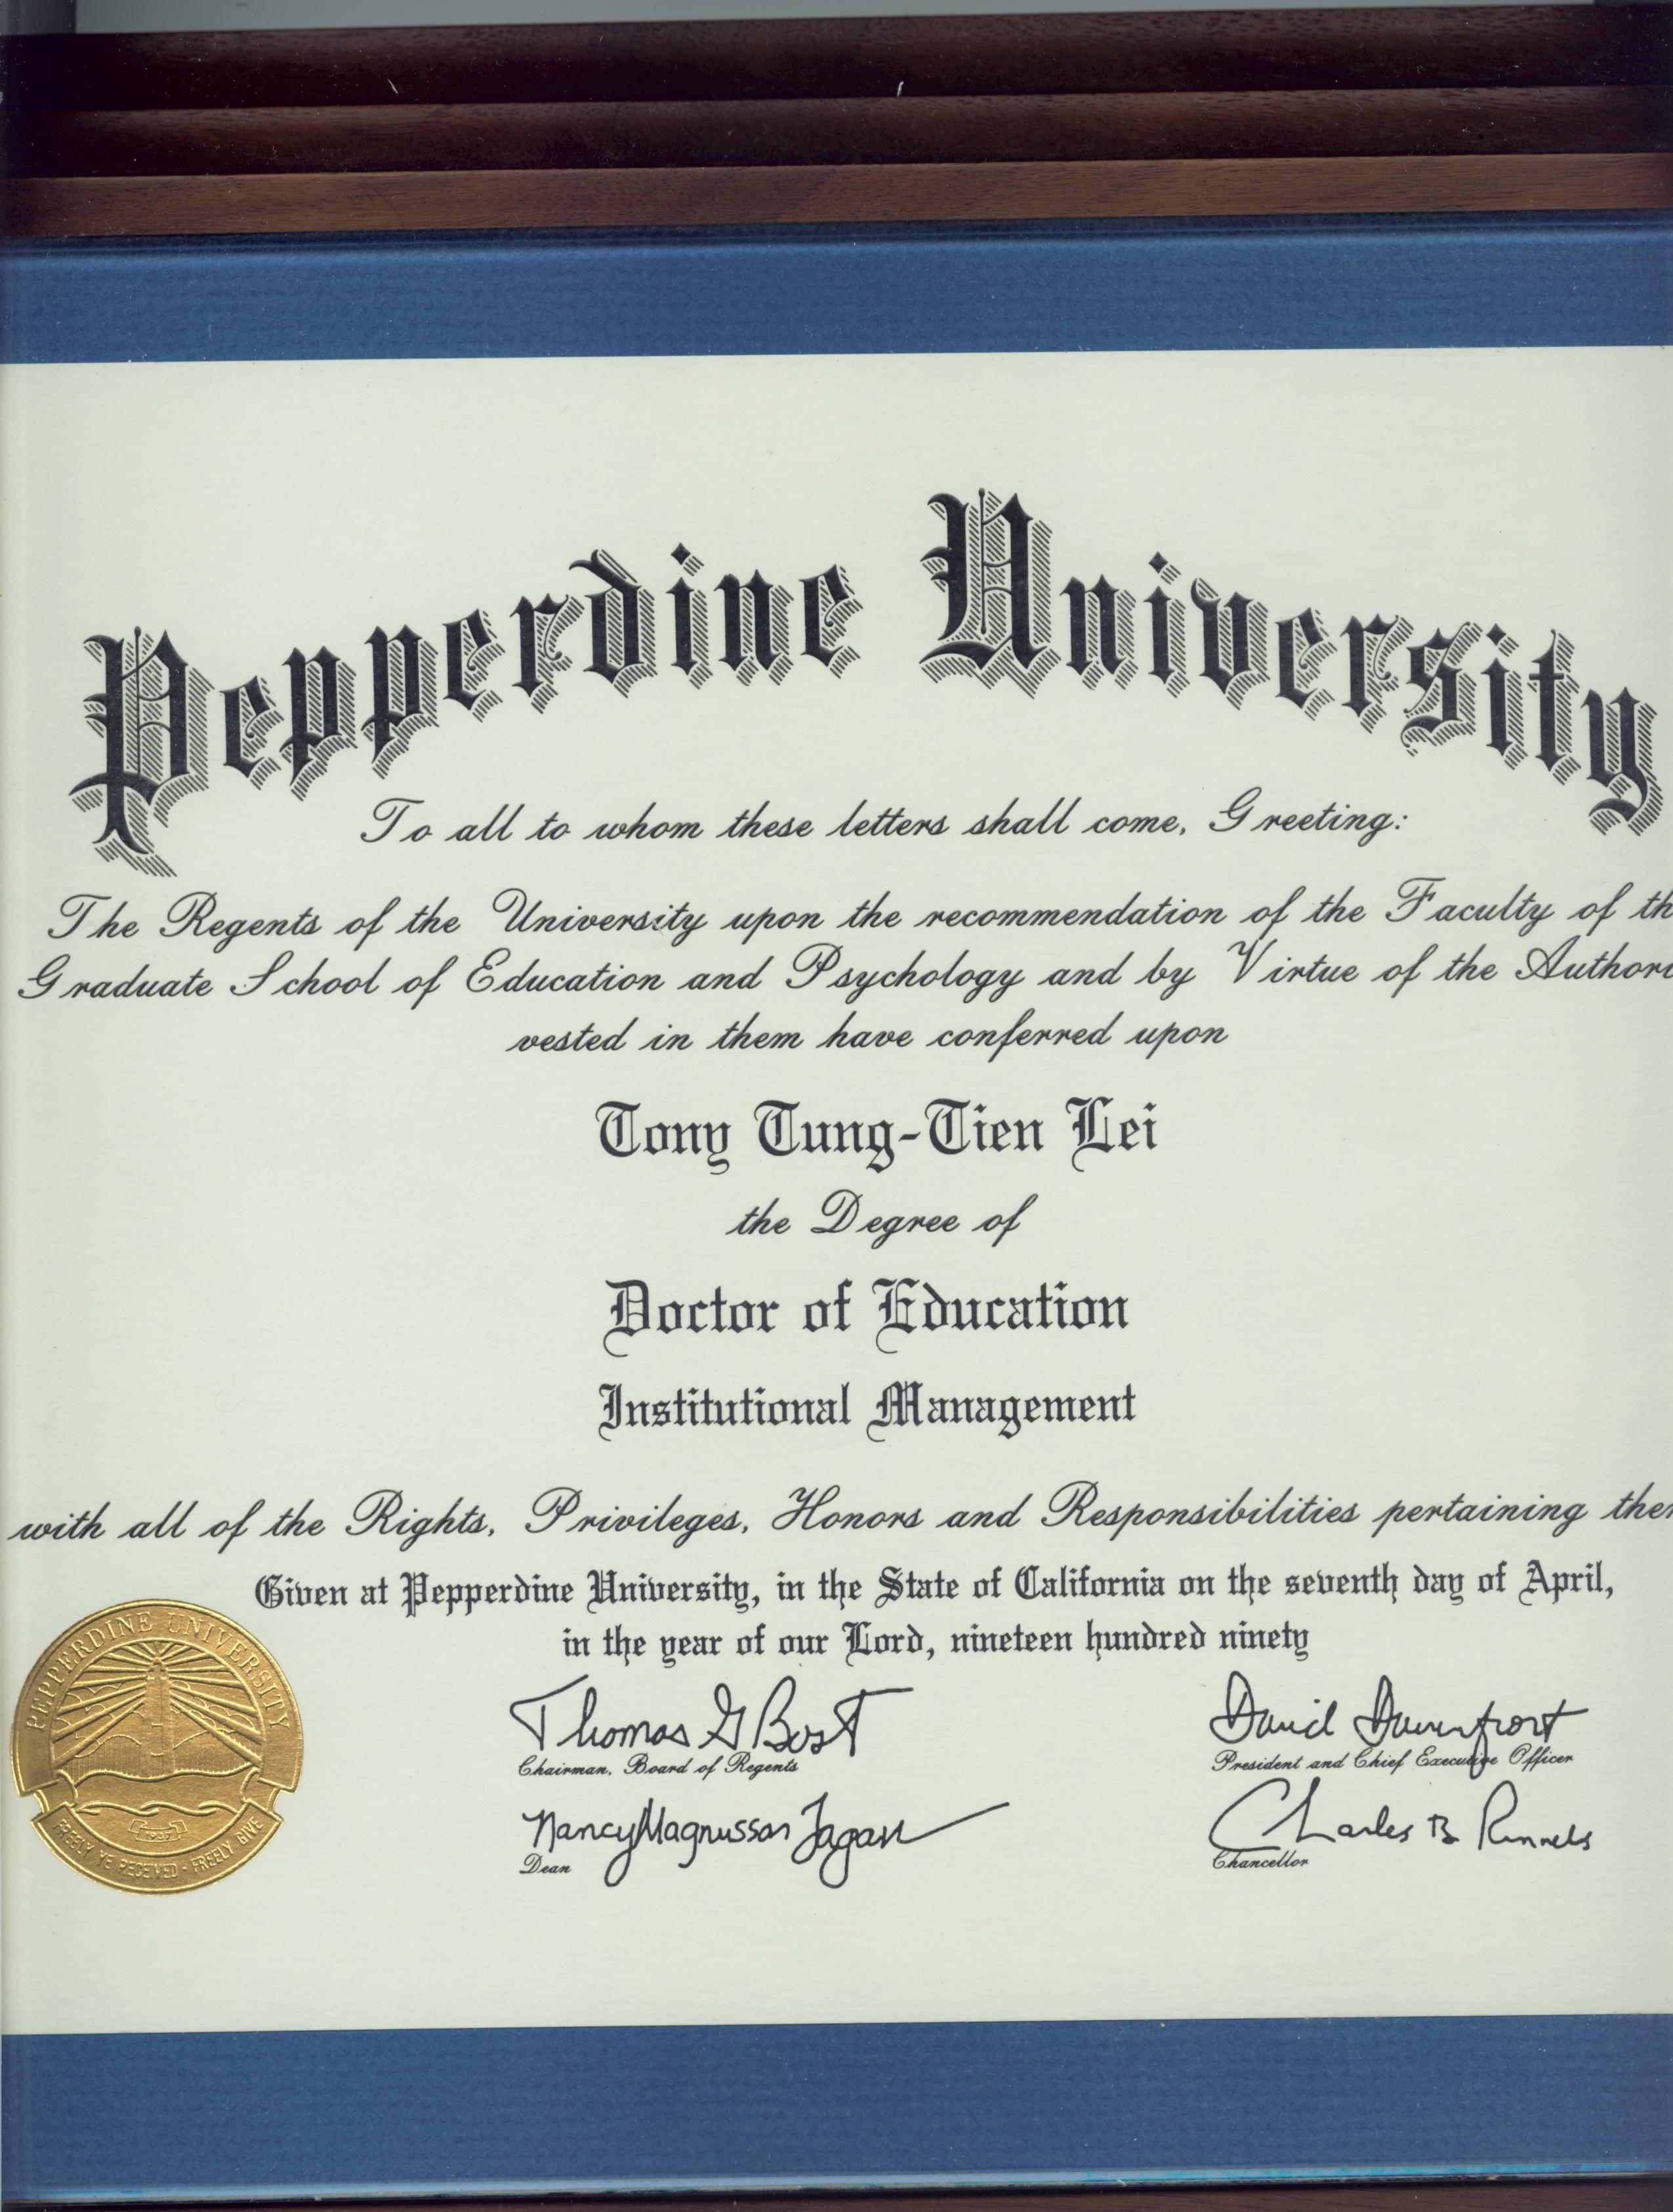 Pepperdine University
To all to whom these letters shall come, Greeting:
The Regents of the University upon the recommendation of the Faculty of th
Graduate School of Education and Psychology and by Virtue of the Authori
vested in them have conferred upon
Tony Tung-Tien Lei
the Degree of
Doctor of Education
Institutional Management
with all of the Rights, Privileges, Honors and Responsibilities pertaining ther
Given at Pepperdine University, in the State of California on the seventh day of April,
in the year of our Lord, nineteen hundred ninety
PEPPERDINE UNIVERSITY
1937
FREELY YE RECEIVED · FREELY GIVE
Thomas G Bost
Chairman, Board of Regents
David Davenport
President and Chief Executive Officer
Nancy Magnusson Fagan
Dean
Charles B Runnels
Chancellor